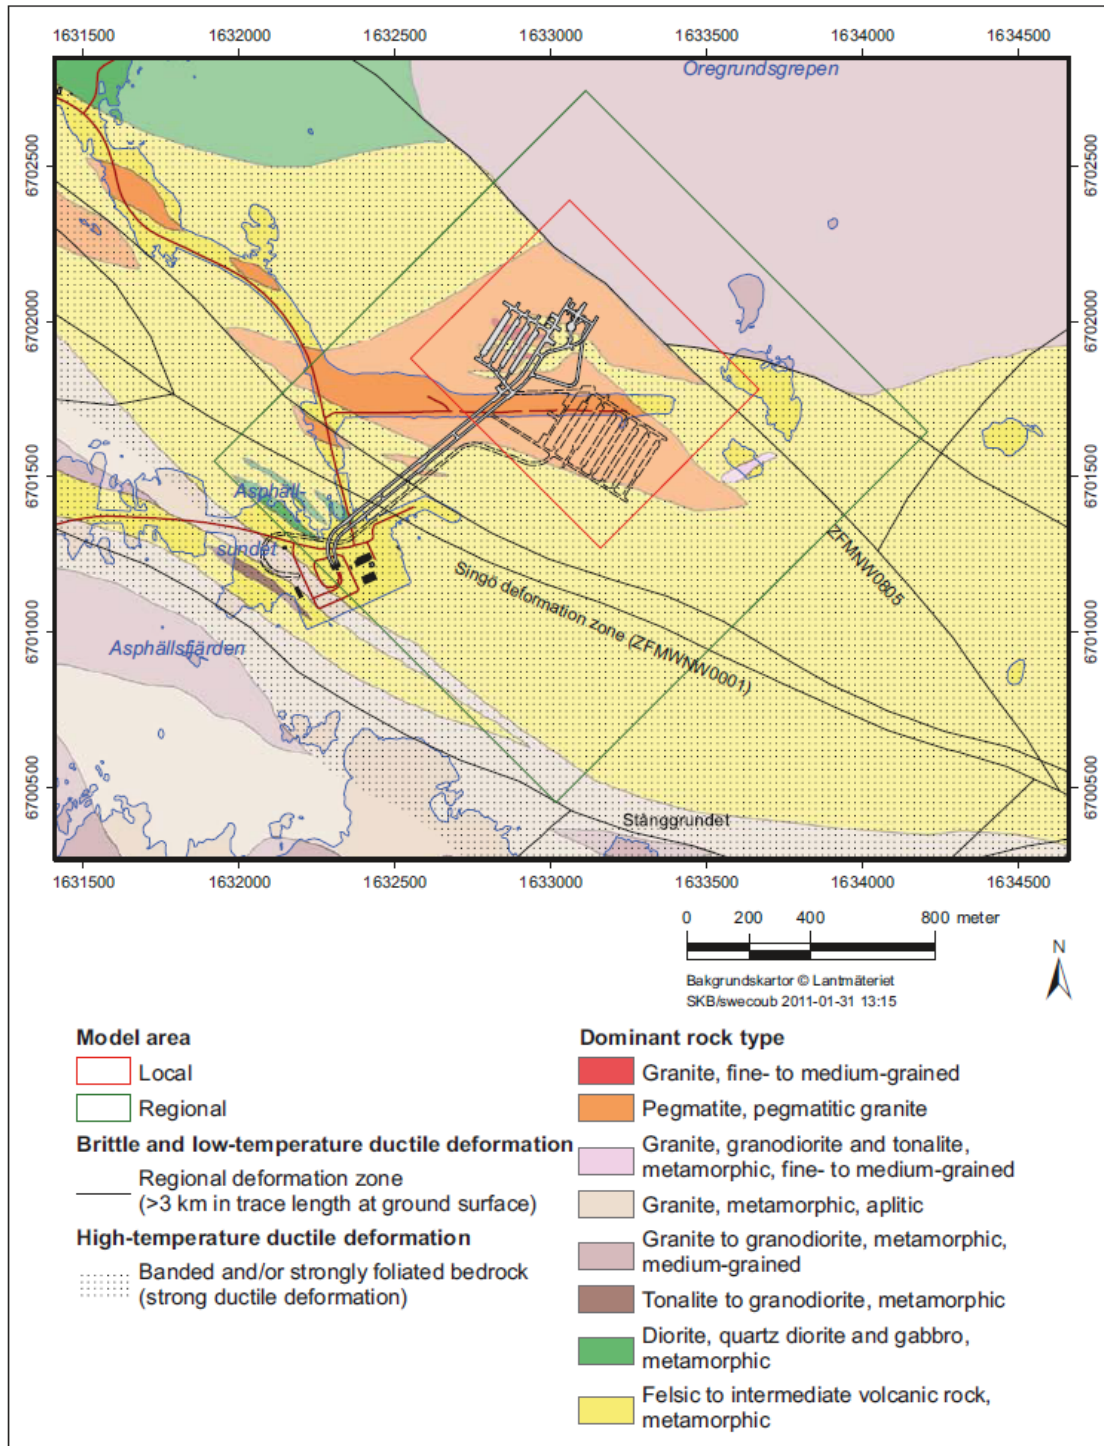 1631500 1632000 1632500 1633000 1633500 1634000 1634500
Oregrundsgrepen
6702500 6702500
6702000 6702000
6701500 6701500
Asphäll-
sundet
ZFMNW0805
Singö deformation zone (ZFMWNW0001)
6701000 6701000
Asphällsfjärden
6700500 6700500
Stånggrundet
1631500 1632000 1632500 1633000 1633500 1634000 1634500
0 200 400 800 meter
N
Bakgrundskartor © Lantmäteriet
SKB/swecoub 2011-01-31 13:15
Model area
Local
Regional
Brittle and low-temperature ductile deformation
Regional deformation zone
(>3 km in trace length at ground surface)
High-temperature ductile deformation
Banded and/or strongly foliated bedrock
(strong ductile deformation)
Dominant rock type
Granite, fine- to medium-grained
Pegmatite, pegmatitic granite
Granite, granodiorite and tonalite,
metamorphic, fine- to medium-grained
Granite, metamorphic, aplitic
Granite to granodiorite, metamorphic,
medium-grained
Tonalite to granodiorite, metamorphic
Diorite, quartz diorite and gabbro,
metamorphic
Felsic to intermediate volcanic rock,
metamorphic